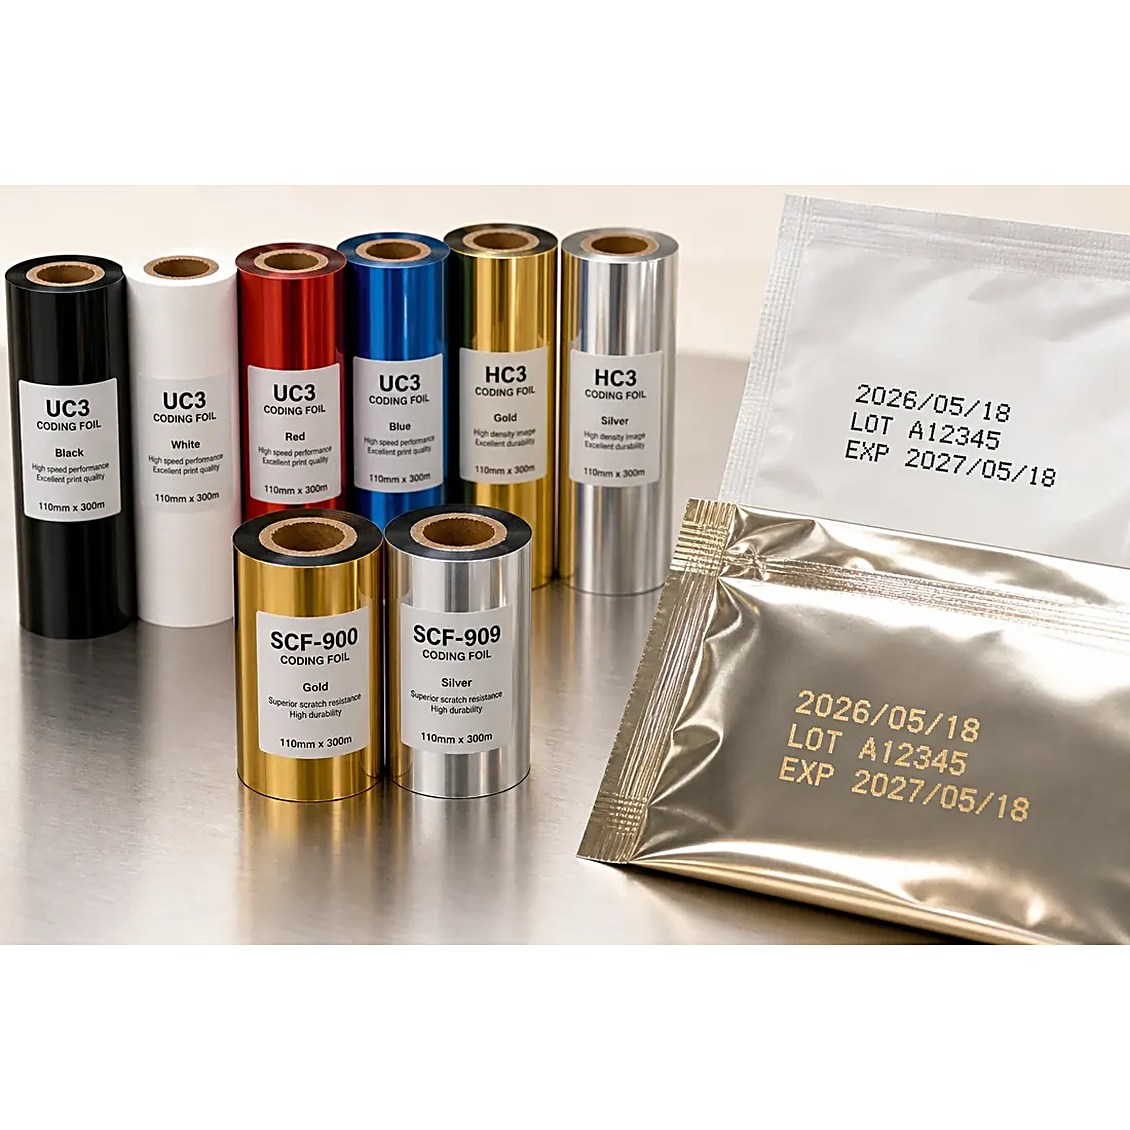 UC3
CODING FOIL
Black
High speed performance
Excellent print quality
110mm x 300m
UC3
CODING FOIL
White
High speed performance
Excellent print quality
110mm x 300m
UC3
CODING FOIL
Red
High speed performance
Excellent print quality
110mm x 300m
UC3
CODING FOIL
Blue
High speed performance
Excellent print quality
110mm x 300m
HC3
CODING FOIL
Gold
High density image
Excellent durability
110mm x 300m
HC3
CODING FOIL
Silver
High density image
Excellent durability
110mm x 300m
SCF-900
CODING FOIL
Gold
Superior scratch resistance
High durability
110mm x 300m
SCF-909
CODING FOIL
Silver
Superior scratch resistance
High durability
110mm x 300m
2026/05/18
LOT A12345
EXP 2027/05/18
2026/05/18
LOT A12345
EXP 2027/05/18